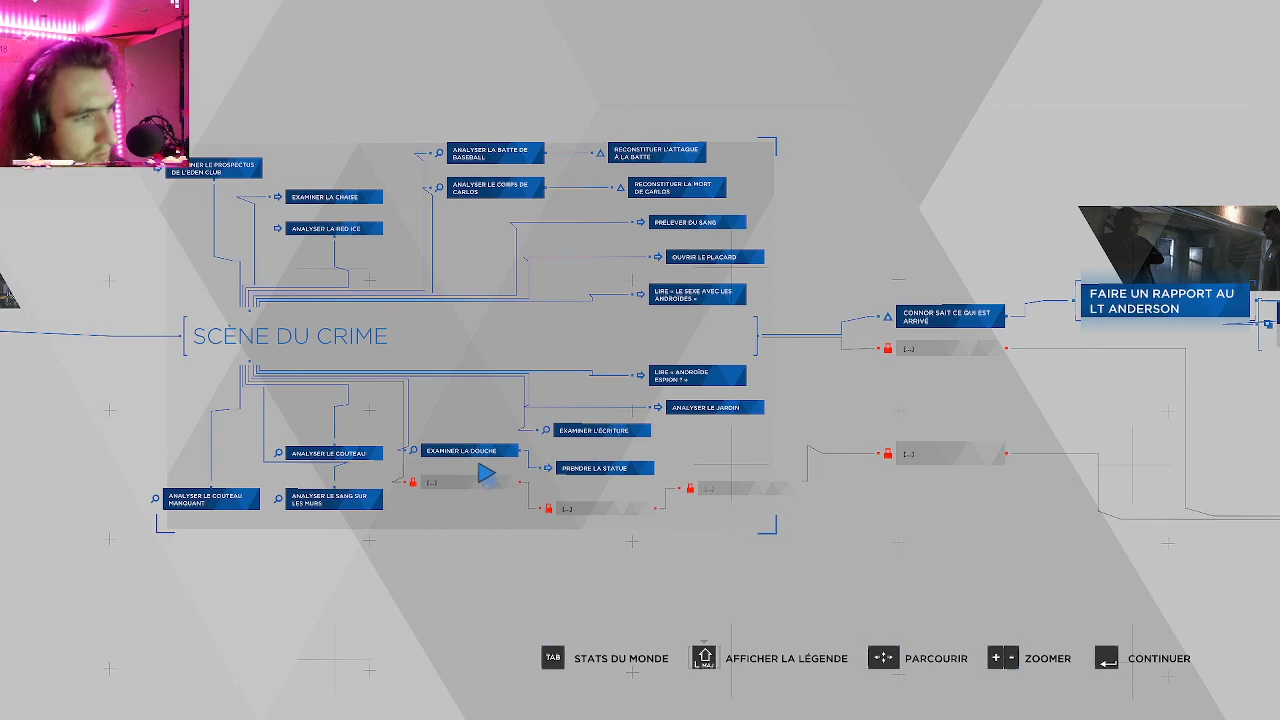 INER LE PROSPECTUS
DE L'EDEN CLUB
EXAMINER LA CHAISE
ANALYSER LA RED ICE
ANALYSER LA BATTE DE
BASEBALL
RECONSTITUER L'ATTAQUE
À LA BATTE
ANALYSER LE CORPS DE
CARLOS
RECONSTITUER LA MORT
DE CARLOS
PRÉLEVER DU SANG
OUVRIR LE PLACARD
LIRE « LE SEXE AVEC LES
ANDROÏDES »
SCÈNE DU CRIME
CONNOR SAIT CE QUI EST
ARRIVÉ
[...]
FAIRE UN RAPPORT AU
LT ANDERSON
LIRE « ANDROÏDE
ESPION ? »
ANALYSER LE JARDIN
EXAMINER L'ÉCRITURE
ANALYSER LE COUTEAU
EXAMINER LA DOUCHE
PRENDRE LA STATUE
[...]
[...]
[...]
[...]
ANALYSER LE COUTEAU
MANQUANT
ANALYSER LE SANG SUR
LES MURS
TAB STATS DU MONDE
L MAJ AFFICHER LA LÉGENDE
PARCOURIR
+ - ZOOMER
CONTINUER